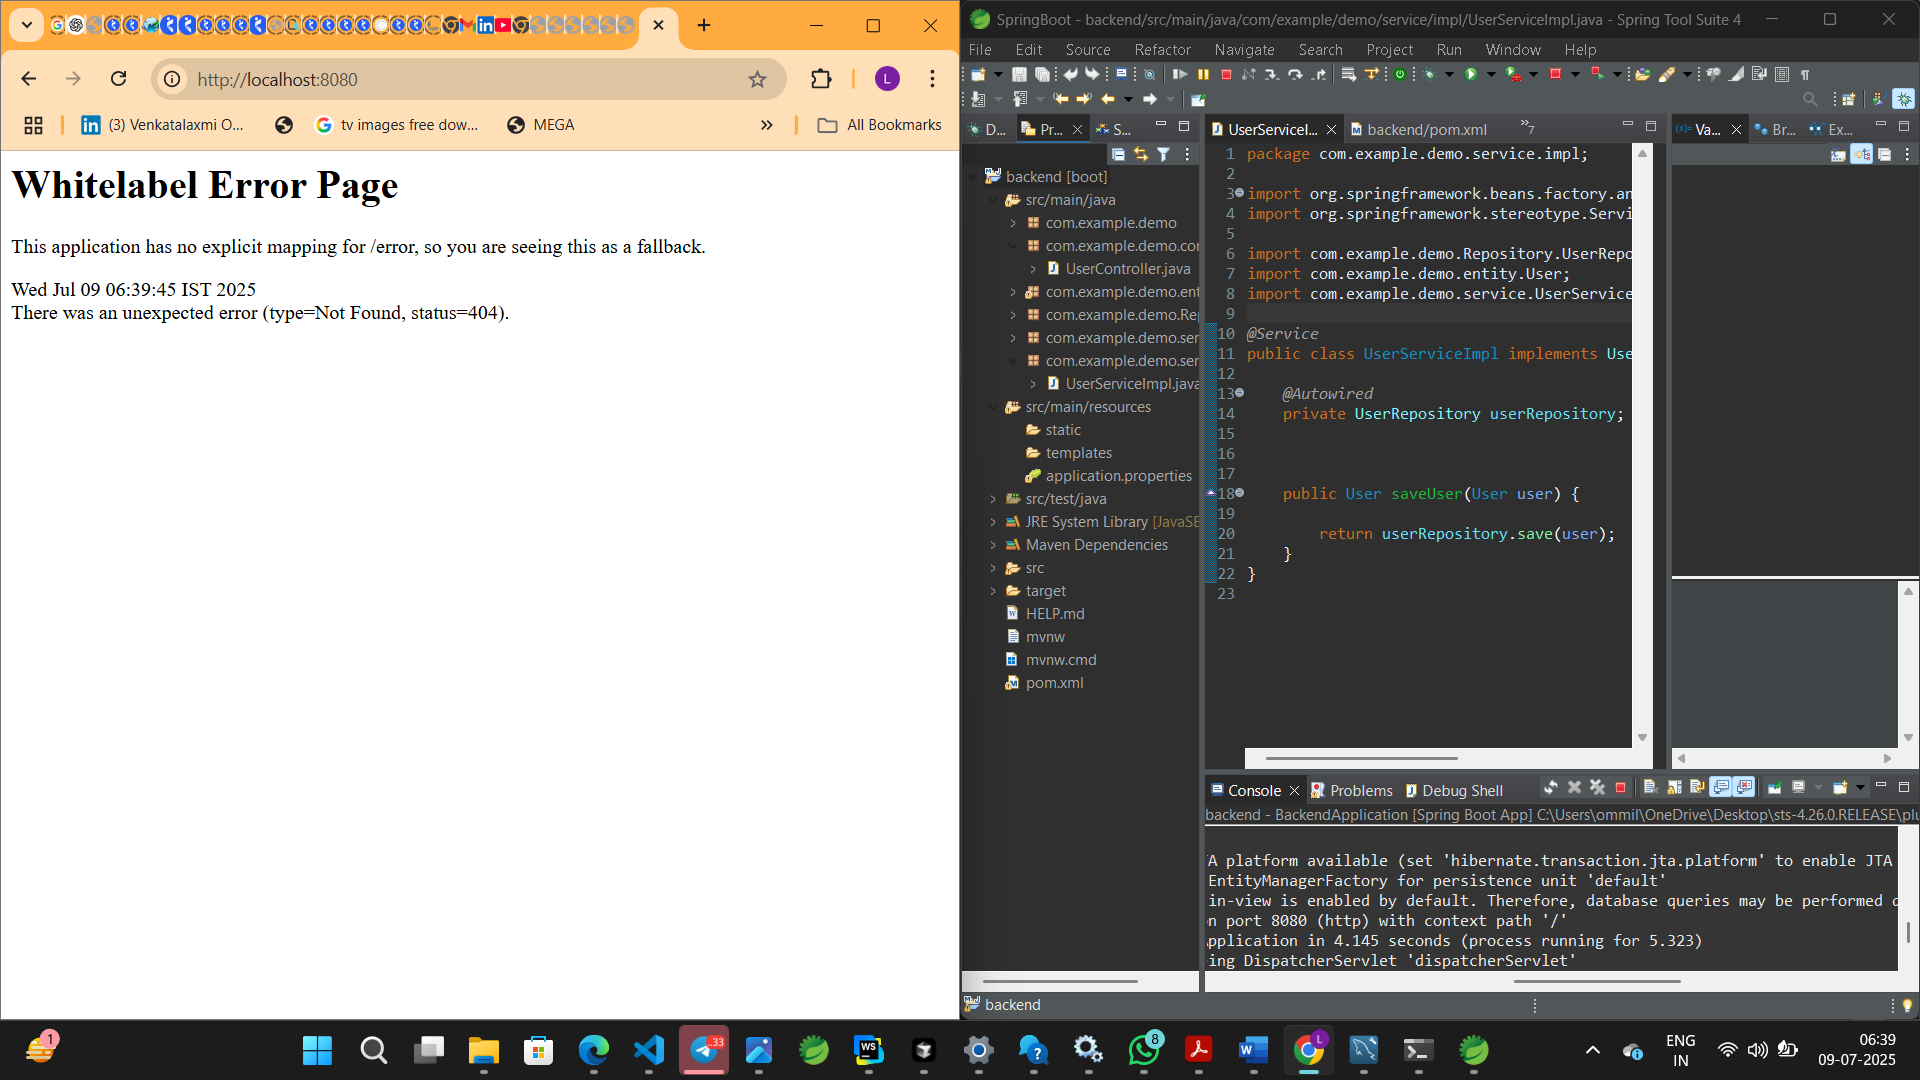 http://localhost:8080
(3) Venkatalaxmi O...
tv images free dow...
MEGA
All Bookmarks
Whitelabel Error Page
This application has no explicit mapping for /error, so you are seeing this as a fallback.
Wed Jul 09 06:39:45 IST 2025
There was an unexpected error (type=Not Found, status=404).
SpringBoot - backend/src/main/java/com/example/demo/service/impl/UserServiceImpl.java - Spring Tool Suite 4
File Edit Source Refactor Navigate Search Project Run Window Help
D... Pr... S...
backend [boot]
src/main/java
com.example.demo
com.example.demo.cor
UserController.java
com.example.demo.ent
com.example.demo.Rep
com.example.demo.ser
com.example.demo.ser
UserServiceImpl.java
src/main/resources
static
templates
application.properties
src/test/java
JRE System Library [JavaSE
Maven Dependencies
src
target
HELP.md
mvnw
mvnw.cmd
pom.xml
UserServiceI... backend/pom.xml 7
1 package com.example.demo.service.impl;
2
3 import org.springframework.beans.factory.an
4 import org.springframework.stereotype.Servi
5
6 import com.example.demo.Repository.UserRepo
7 import com.example.demo.entity.User;
8 import com.example.demo.service.UserService
9
10 @Service
11 public class UserServiceImpl implements Use
12
13 @Autowired
14 private UserRepository userRepository;
15
16
17
18 public User saveUser(User user) {
19
20 return userRepository.save(user);
21 }
22 }
23
Va... Br... Ex...
Console Problems Debug Shell
backend - BackendApplication [Spring Boot App] C:\Users\ommil\OneDrive\Desktop\sts-4.26.0.RELEASE\plu
A platform available (set 'hibernate.transaction.jta.platform' to enable JTA
EntityManagerFactory for persistence unit 'default'
in-view is enabled by default. Therefore, database queries may be performed
n port 8080 (http) with context path '/'
pplication in 4.145 seconds (process running for 5.323)
ing DispatcherServlet 'dispatcherServlet'
backend
1
WS
..33
8
L
ENG
IN
06:39
09-07-2025